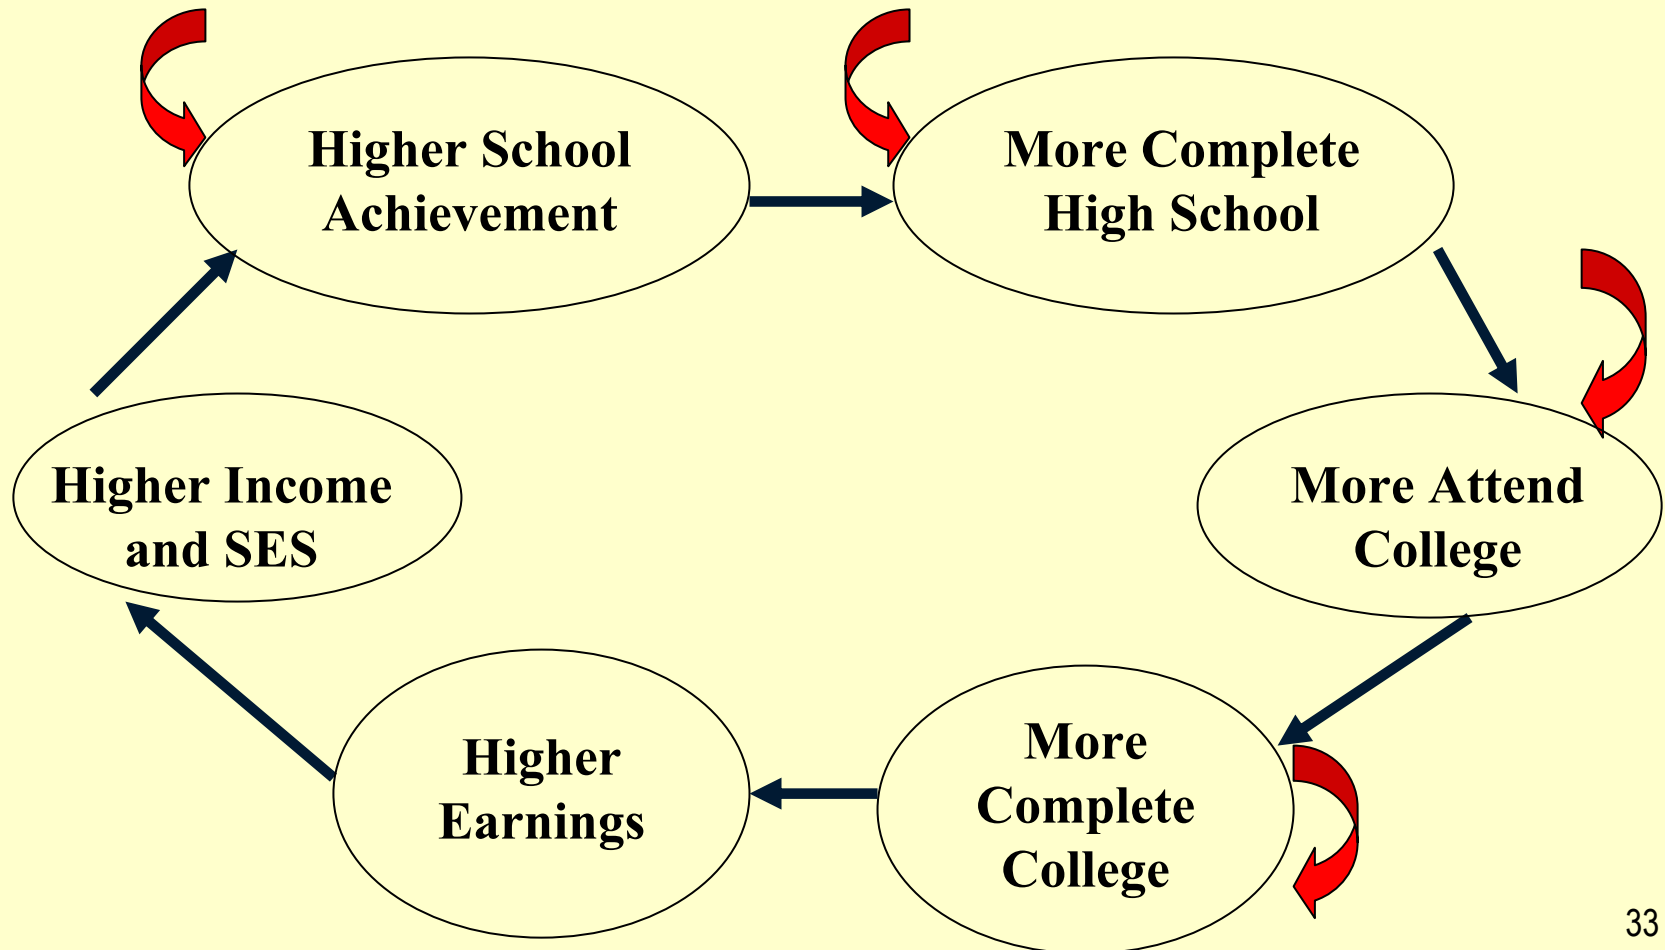 Higher School
Achievement
More Complete
High School
Higher Income
and SES
More Attend
College
Higher
Earnings
More
Complete
College
33